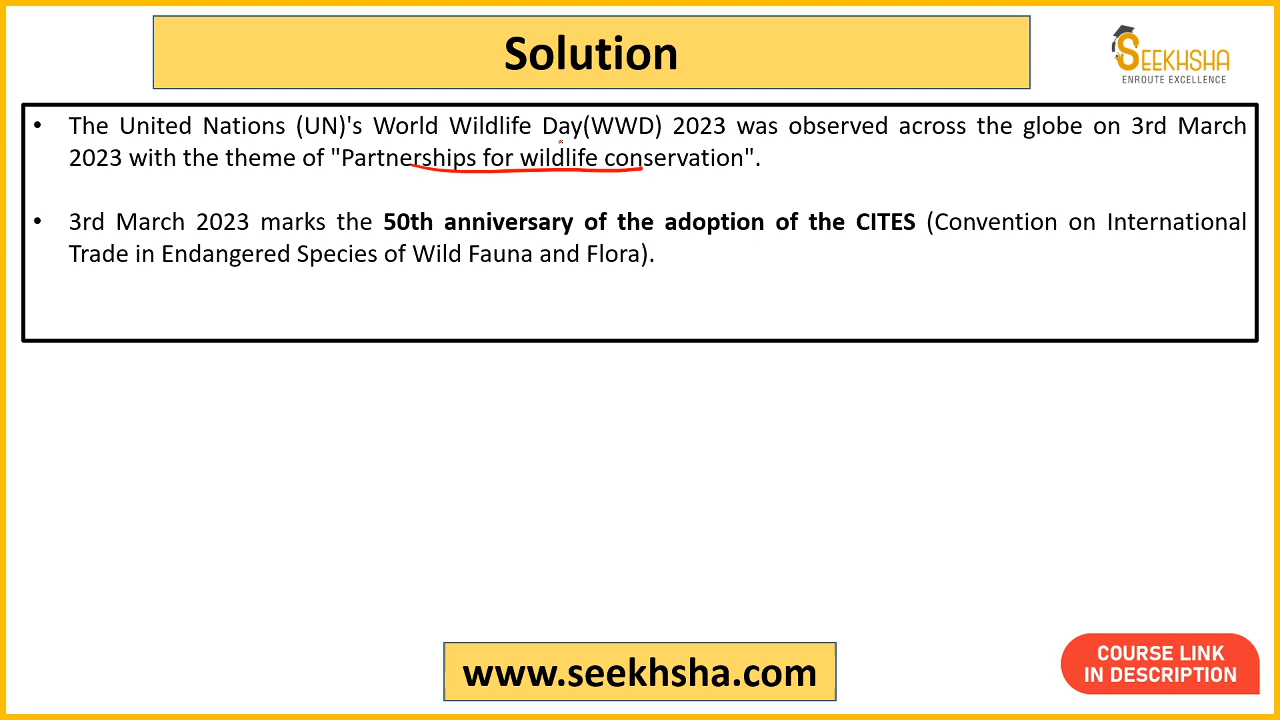 Solution
SEEKHSHA
ENROUTE EXCELLENCE
• The United Nations (UN)'s World Wildlife Day(WWD) 2023 was observed across the globe on 3rd March
2023 with the theme of "Partnerships for wildlife conservation".
• 3rd March 2023 marks the 50th anniversary of the adoption of the CITES (Convention on International
Trade in Endangered Species of Wild Fauna and Flora).
www.seekhsha.com
COURSE LINK
IN DESCRIPTION